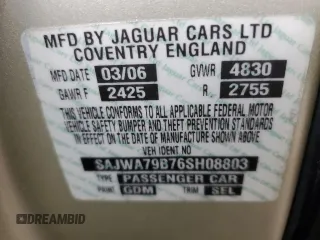 MFD BY JAGUAR CARS LTD
COVENTRY ENGLAND
MFD DATE 03/06 GVWR 4830
GAWR F 2425 R. 2755
THIS VEHICLE CONFORMS TO ALL APPLICABLE FEDERAL MOTOR
VEHICLE SAFETY BUMPER AND THEFT PREVENTION STANDARDS
IN EFFECT ON THE DATE OF MANUFACTURE SHOWN ABOVE
VEH IDENT NO
SAJWA79B76SH08803
TYPE PASSENGER CAR
PAINT GDM TRIM SEL
DREAMBID